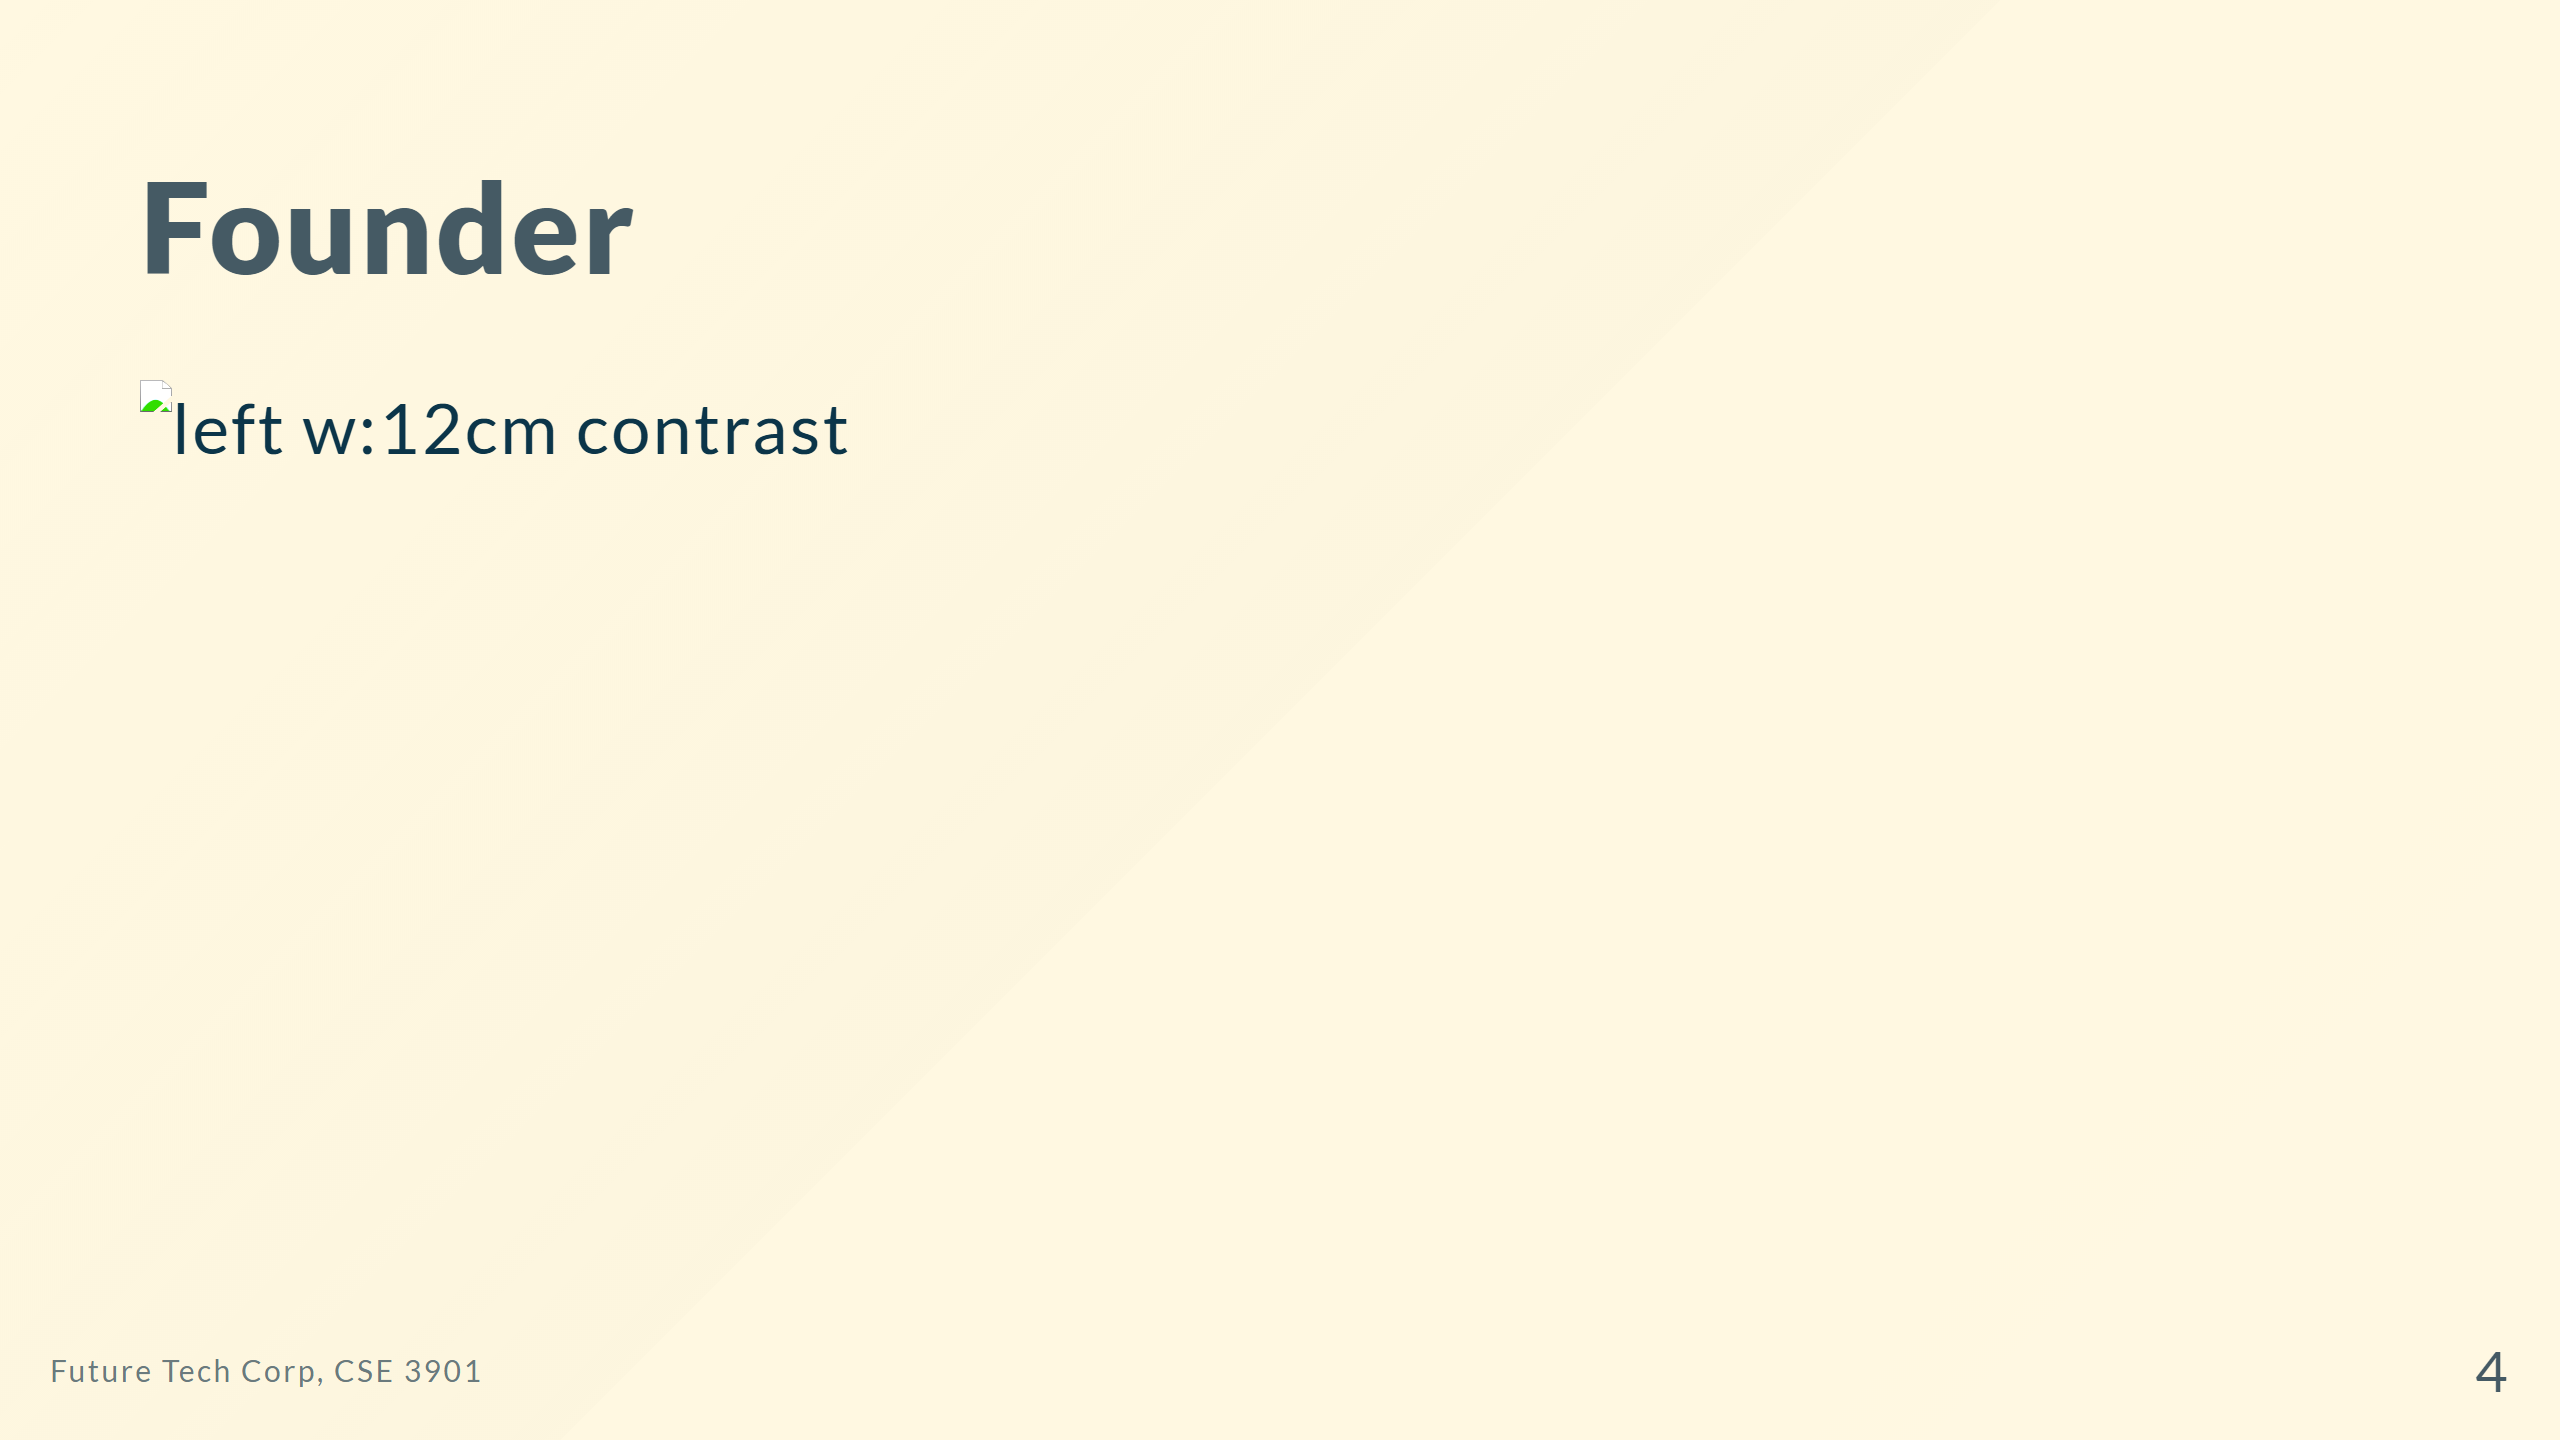 Founder
left w:12cm contrast
Future Tech Corp, CSE 3901
4